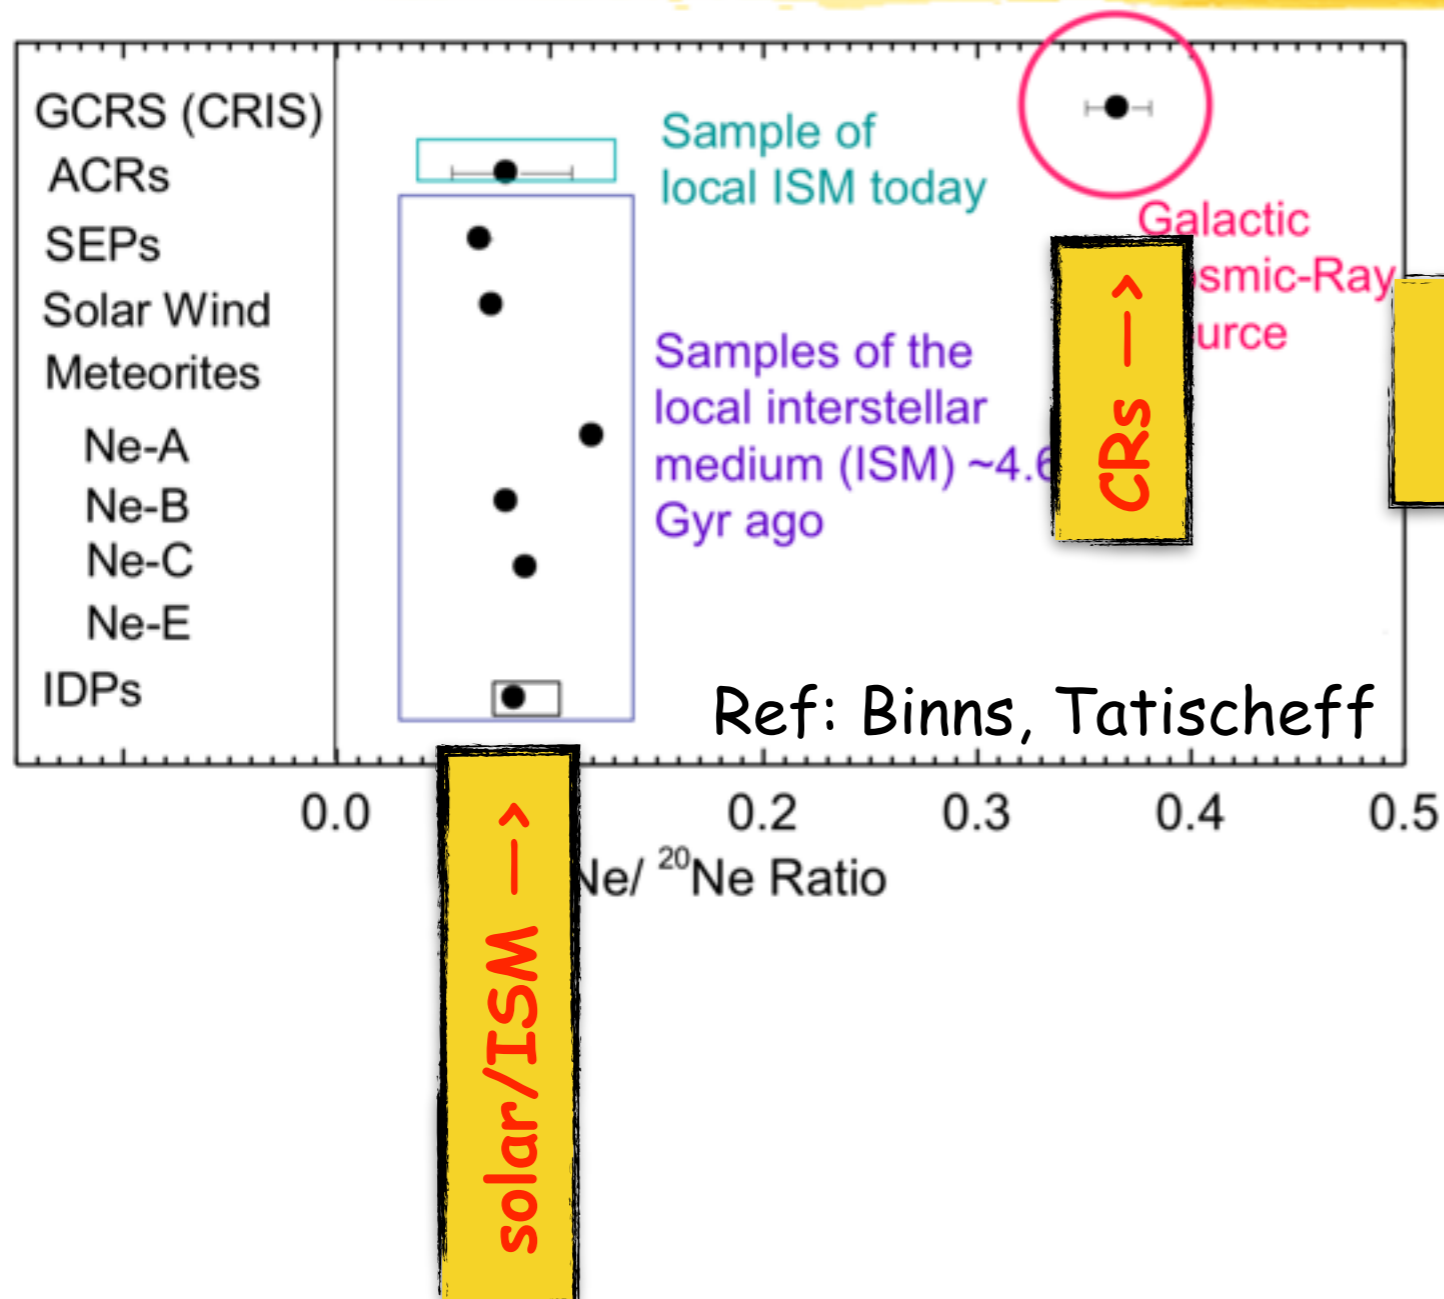 GCRS (CRIS)
ACRs
SEPs
Solar Wind
Meteorites
Ne-A
Ne-B
Ne-C
Ne-E
IDPs
Sample of
local ISM today
Galactic
osmic-Ray
urce
Samples of the
local interstellar
medium (ISM) ~4.6
Gyr ago
CRs —>
Ref: Binns, Tatischeff
0.0 0.2 0.3 0.4 0.5
Ne/ ²⁰Ne Ratio
solar/ISM —>